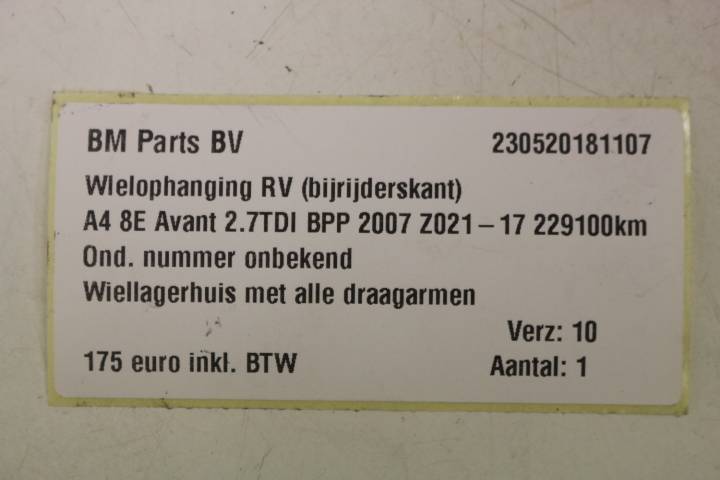 BM Parts BV 230520181107
Wlelophanging RV (bijrijderskant)
A4 8E Avant 2.7TDI BPP 2007 Z021-17 229100km
Ond. nummer onbekend
Wiellagerhuis met alle draagarmen
Verz: 10
175 euro inkl. BTW Aantal: 1